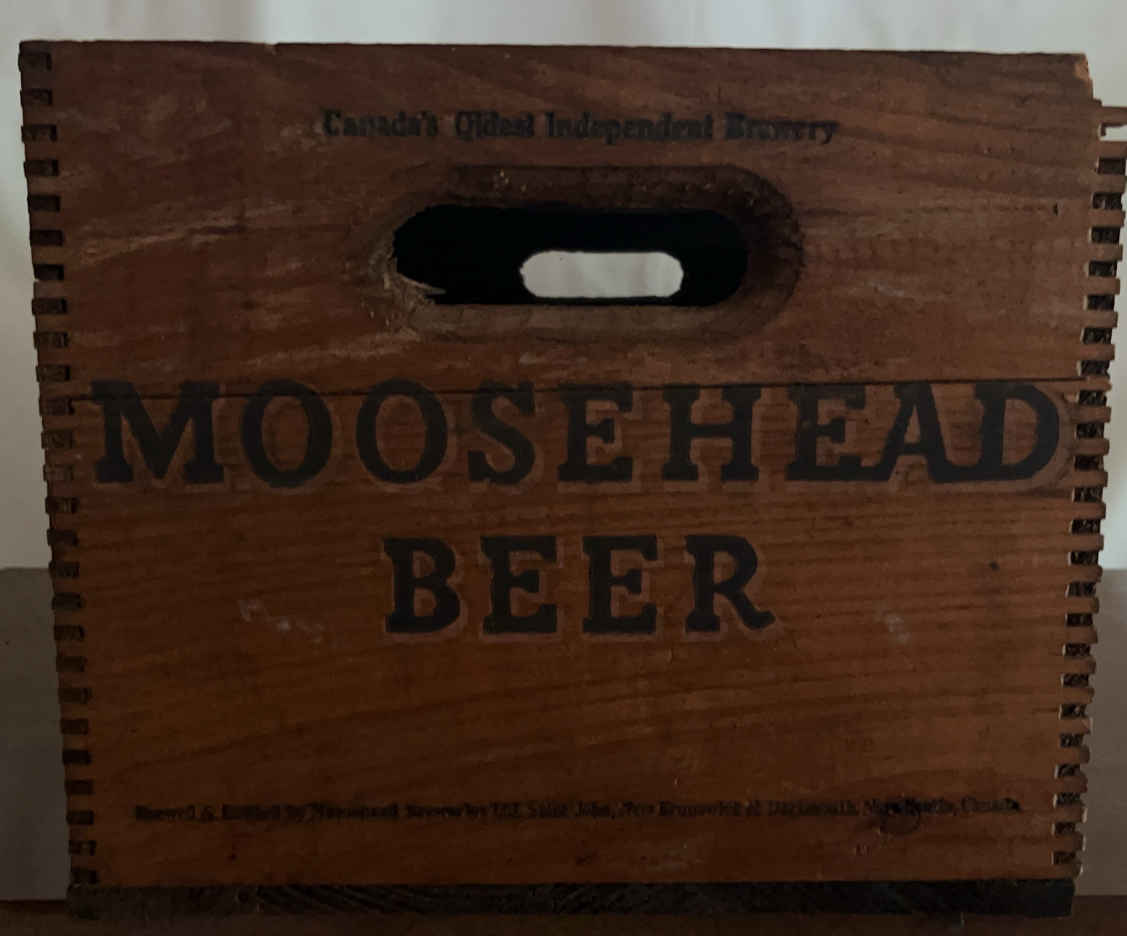 Canada's Oldest Independent Brewery
MOOSEHEAD
BEER
Brewed & Bottled by Moosehead Breweries Ltd. Saint John, New Brunswick & Dartmouth, Nova Scotia, Canada